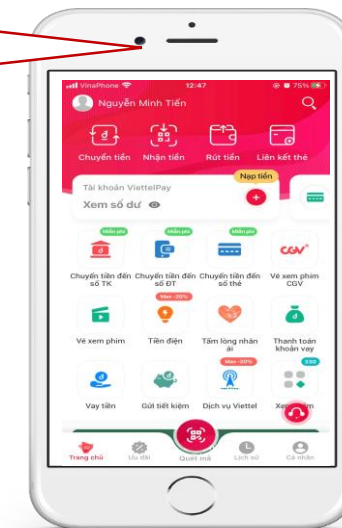 VinaPhone 12:47 75%
Nguyễn Minh Tiến
Chuyển tiền Nhận tiền Rút tiền Liên kết thẻ
Nạp tiền
Tài khoản ViettelPay
Xem số dư
Miễn phí Miễn phí Miễn phí
CGV
Chuyển tiền đến số TK
Chuyển tiền đến số ĐT
Chuyển tiền đến số thẻ
Vé xem phim CGV
Max -20%
Vé xem phim
Tiền điện
Tấm lòng nhân ái
Thanh toán khoản vay
Max -20%
Vay tiền
Gửi tiết kiệm
Dịch vụ Viettel
Trang chủ Ưu đãi Quét mã Lịch sử Cá nhân